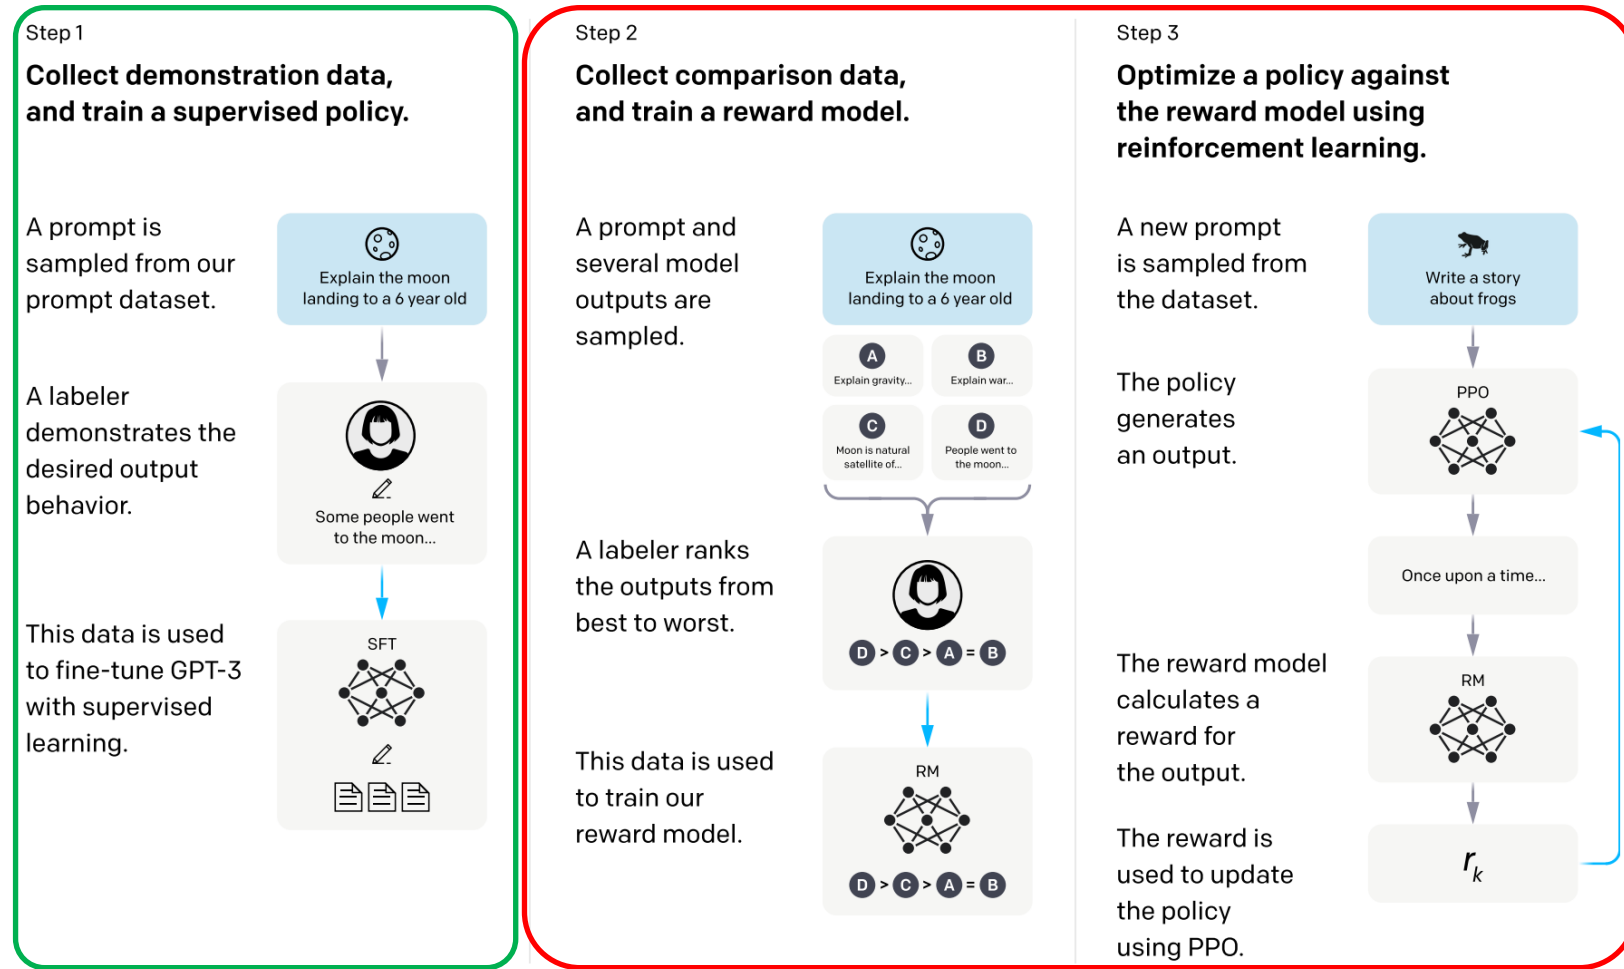 Step 1
Collect demonstration data,
and train a supervised policy.
A prompt is
sampled from our
prompt dataset.
Explain the moon
landing to a 6 year old
A labeler
demonstrates the
desired output
behavior.
Some people went
to the moon...
This data is used
to fine-tune GPT-3
with supervised
learning.
SFT
Step 2
Collect comparison data,
and train a reward model.
A prompt and
several model
outputs are
sampled.
Explain the moon
landing to a 6 year old
A
Explain gravity...
B
Explain war...
C
Moon is natural
satellite of...
D
People went to
the moon...
A labeler ranks
the outputs from
best to worst.
D > C > A = B
This data is used
to train our
reward model.
RM
D > C > A = B
Step 3
Optimize a policy against
the reward model using
reinforcement learning.
A new prompt
is sampled from
the dataset.
Write a story
about frogs
The policy
generates
an output.
PPO
Once upon a time...
The reward model
calculates a
reward for
the output.
RM
The reward is
used to update
the policy
using PPO.
r_k